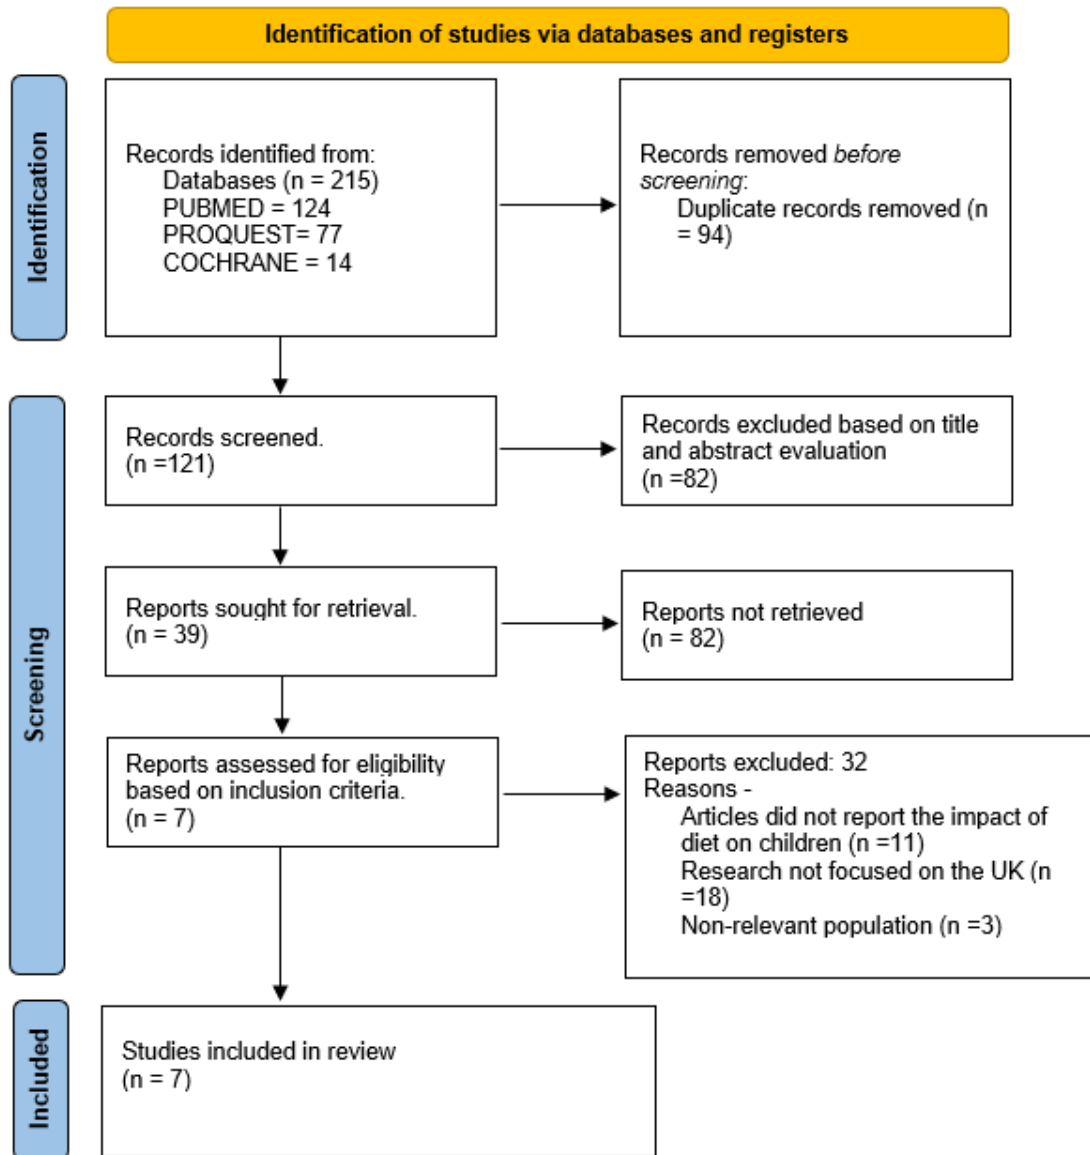 Identification of studies via databases and registers
Identification
Records identified from:
Databases (n = 215)
PUBMED = 124
PROQUEST= 77
COCHRANE = 14
Records removed before
screening:
Duplicate records removed (n
= 94)
Screening
Records screened.
(n =121)
Records excluded based on title
and abstract evaluation
(n =82)
Reports sought for retrieval.
(n = 39)
Reports not retrieved
(n = 82)
Reports assessed for eligibility
based on inclusion criteria.
(n = 7)
Reports excluded: 32
Reasons -
Articles did not report the impact of
diet on children (n =11)
Research not focused on the UK (n
=18)
Non-relevant population (n =3)
Included
Studies included in review
(n = 7)